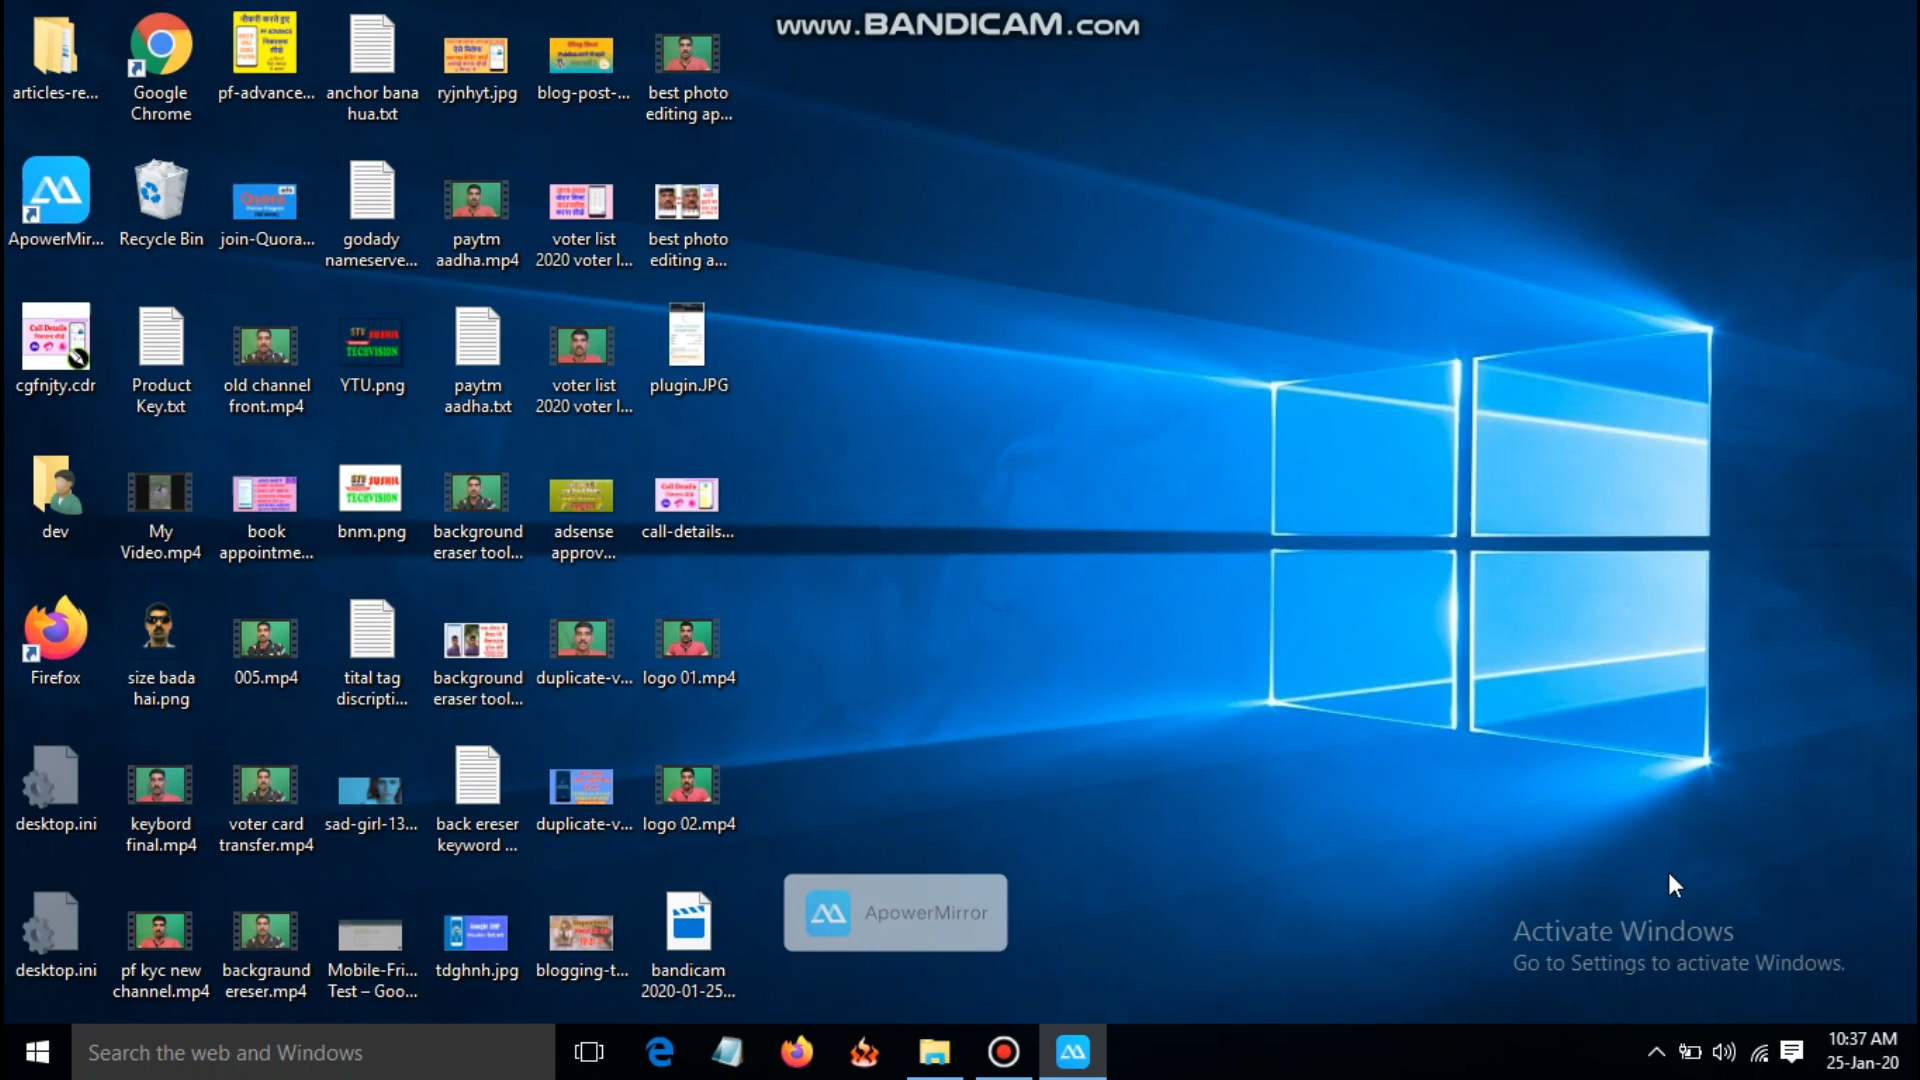 www.BANDICAM.com
articles-re...
Google
Chrome
pf-advance...
anchor bana
hua.txt
ryjnhyt.jpg
blog-post-...
best photo
editing ap...
ApowerMir...
Recycle Bin
join-Quora...
godady
nameserve...
paytm
aadha.mp4
voter list
2020 voter l...
best photo
editing a...
cgfnjty.cdr
Product
Key.txt
old channel
front.mp4
YTU.png
paytm
aadha.txt
voter list
2020 voter l...
plugin.JPG
dev
My
Video.mp4
book
appointme...
bnm.png
background
eraser tool...
adsense
approv...
call-details...
Firefox
size bada
hai.png
005.mp4
tital tag
discripti...
background
eraser tool...
duplicate-v...
logo 01.mp4
desktop.ini
keybord
final.mp4
voter card
transfer.mp4
sad-girl-13...
back ereser
keyword ...
duplicate-v...
logo 02.mp4
desktop.ini
pf kyc new
channel.mp4
backgraund
ereser.mp4
Mobile-Fri...
Test – Goo...
tdghnh.jpg
blogging-t...
bandicam
2020-01-25...
ApowerMirror
Activate Windows
Go to Settings to activate Windows.
Search the web and Windows
10:37 AM
25-Jan-20